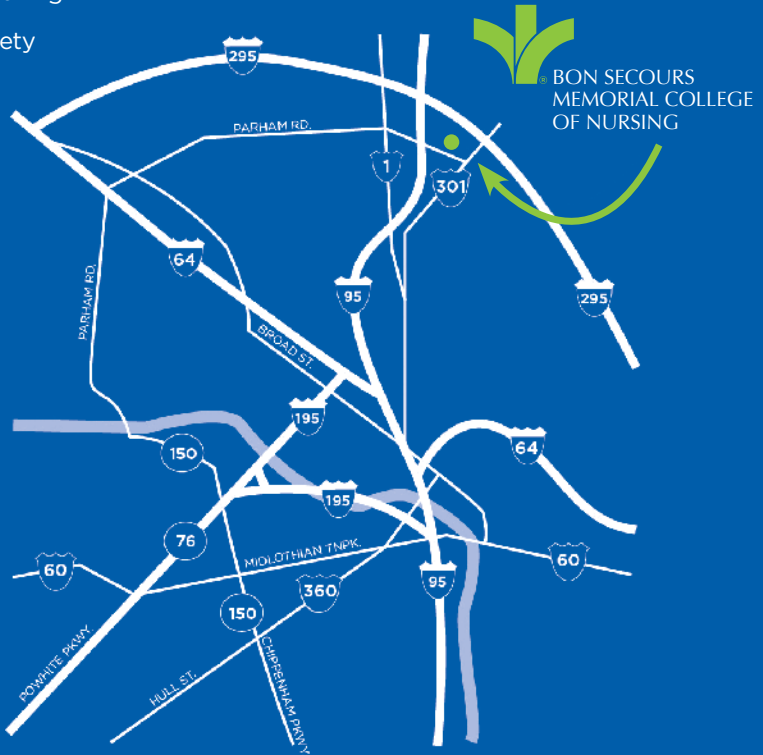 ety
295
BON SECOURS
MEMORIAL COLLEGE
OF NURSING
®
PARHAM RD.
1
301
64
95
295
PARHAM RD.
BROAD ST.
195
150
64
195
76
MIDLOTHIAN TNPK.
60
60
360
95
150
POWHITE PKWY.
HULL ST.
CHIPPENHAM PKWY.